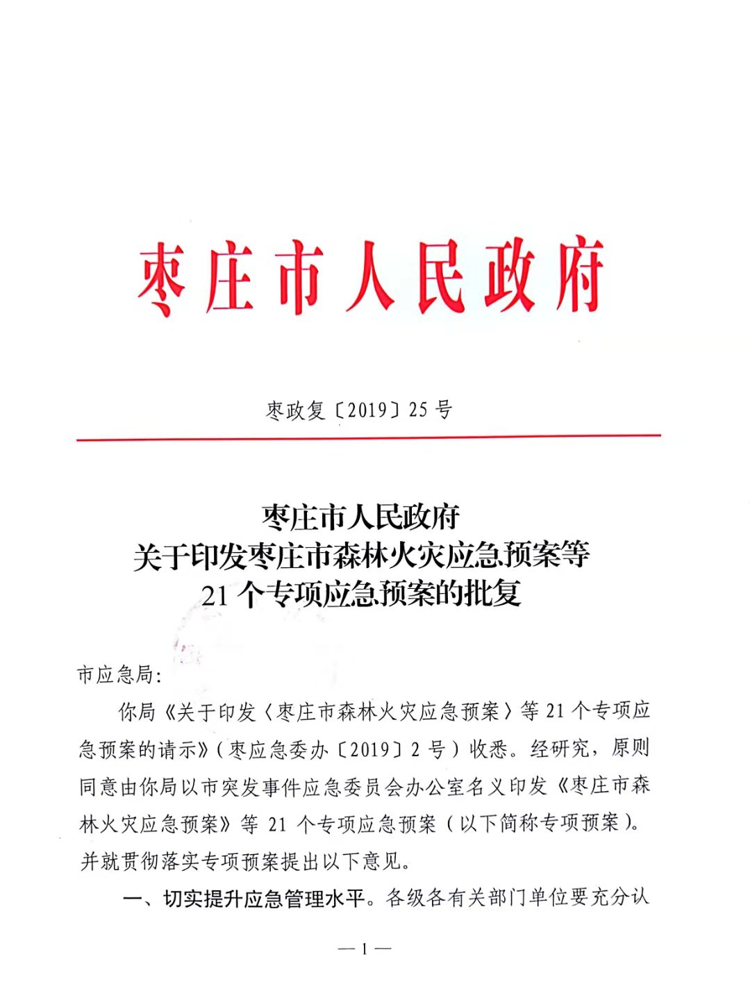 枣庄市人民政府
枣政复〔2019〕25 号
枣庄市人民政府
关于印发枣庄市森林火灾应急预案等
21 个专项应急预案的批复
市应急局：
你局《关于印发〈枣庄市森林火灾应急预案〉等 21 个专项应
急预案的请示》（枣应急委办〔2019〕2 号）收悉。经研究，原则
同意由你局以市突发事件应急委员会办公室名义印发《枣庄市森
林火灾应急预案》等 21 个专项应急预案（以下简称专项预案）。
并就贯彻落实专项预案提出以下意见。
一、切实提升应急管理水平。各级各有关部门单位要充分认
— 1 —